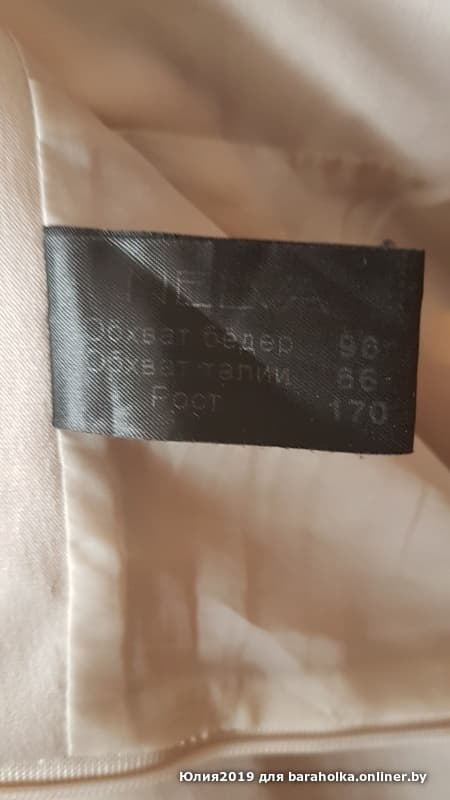 Обхват бедер 96
Обхват талии 66
Рост 170
Юлия2019 для baraholka.onliner.by